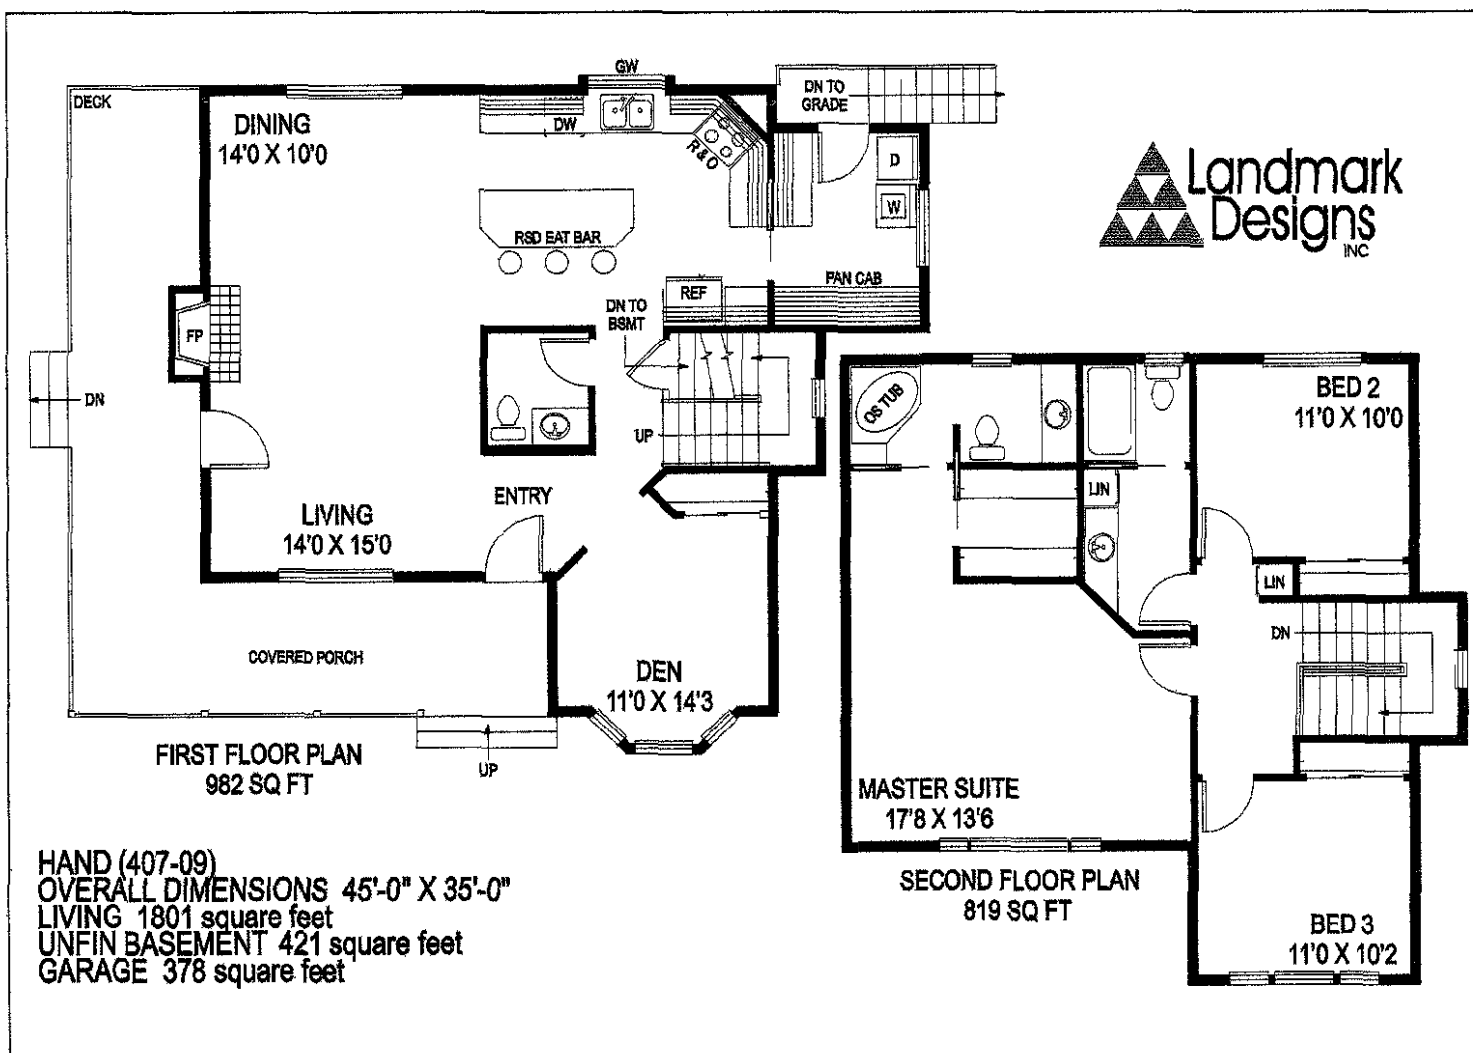 GW
DECK
DN TO
GRADE
DINING
14'0 X 10'0
DW
R&O
D
W
RSD EAT BAR
PAN CAB
REF
DN TO
BSMT
FP
DN
UP
ENTRY
LIVING
14'0 X 15'0
COVERED PORCH
DEN
11'0 X 14'3
UP
FIRST FLOOR PLAN
982 SQ FT
Landmark
Designs
INC
OS TUB
BED 2
11'0 X 10'0
LIN
LIN
DN
MASTER SUITE
17'8 X 13'6
SECOND FLOOR PLAN
819 SQ FT
BED 3
11'0 X 10'2
HAND (407-09)
OVERALL DIMENSIONS 45'-0" X 35'-0"
LIVING 1801 square feet
UNFIN BASEMENT 421 square feet
GARAGE 378 square feet